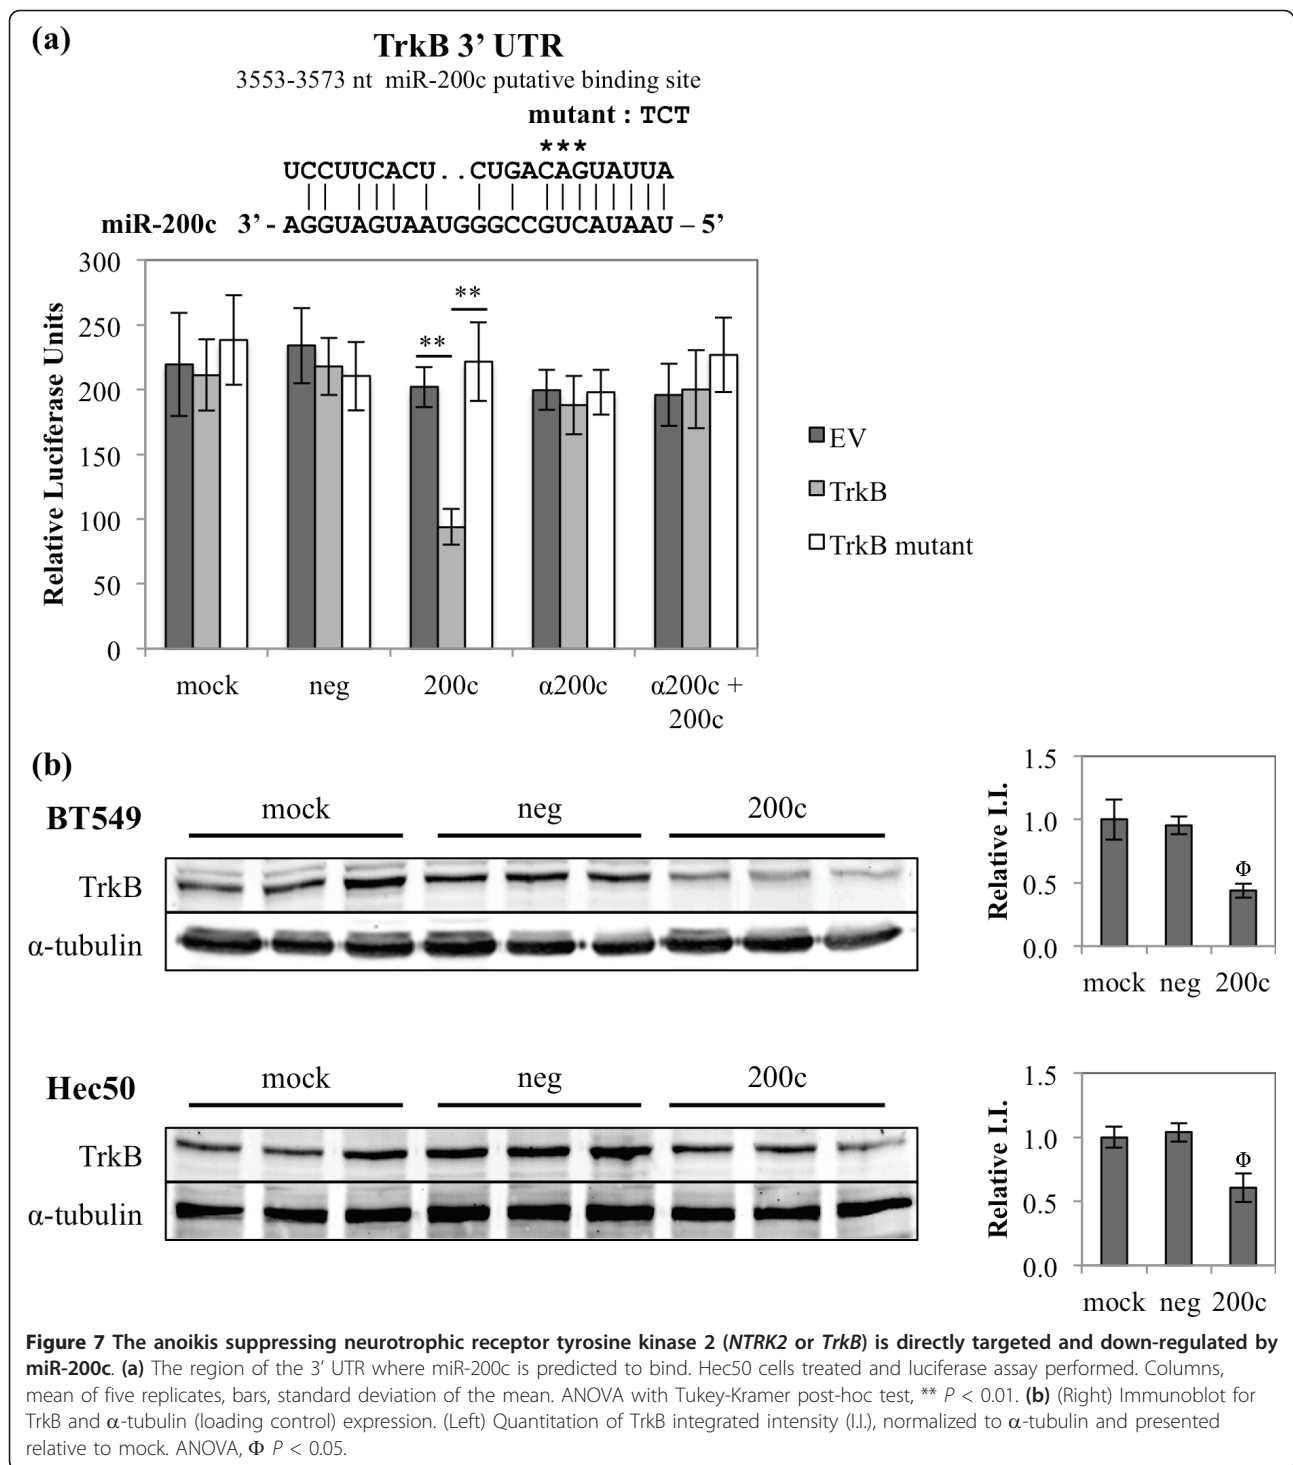 (a)
TrkB 3’ UTR
3553-3573 nt miR-200c putative binding site
mutant : TCT
***
UCCUUCACU..CUGACAGUAUUA
miR-200c 3’ - AGGUAGUAAUGGGCCGUCAUAAU – 5’
300
250
200
150
100
50
0
Relative Luciferase Units
**
**
mock
neg
200c
α200c
α200c +
200c
EV
TrkB
TrkB mutant
(b)
BT549
mock
neg
200c
TrkB
α-tubulin
Relative I.I.
1.5
1.0
0.5
0.0
Φ
mock neg 200c
Hec50
mock
neg
200c
TrkB
α-tubulin
Relative I.I.
1.5
1.0
0.5
0.0
Φ
mock neg 200c
Figure 7 The anoikis suppressing neurotrophic receptor tyrosine kinase 2 (NTRK2 or TrkB) is directly targeted and down-regulated by
miR-200c. (a) The region of the 3’ UTR where miR-200c is predicted to bind. Hec50 cells treated and luciferase assay performed. Columns,
mean of five replicates, bars, standard deviation of the mean. ANOVA with Tukey-Kramer post-hoc test, ** P < 0.01. (b) (Right) Immunoblot for
TrkB and α-tubulin (loading control) expression. (Left) Quantitation of TrkB integrated intensity (I.I.), normalized to α-tubulin and presented
relative to mock. ANOVA, Φ P < 0.05.